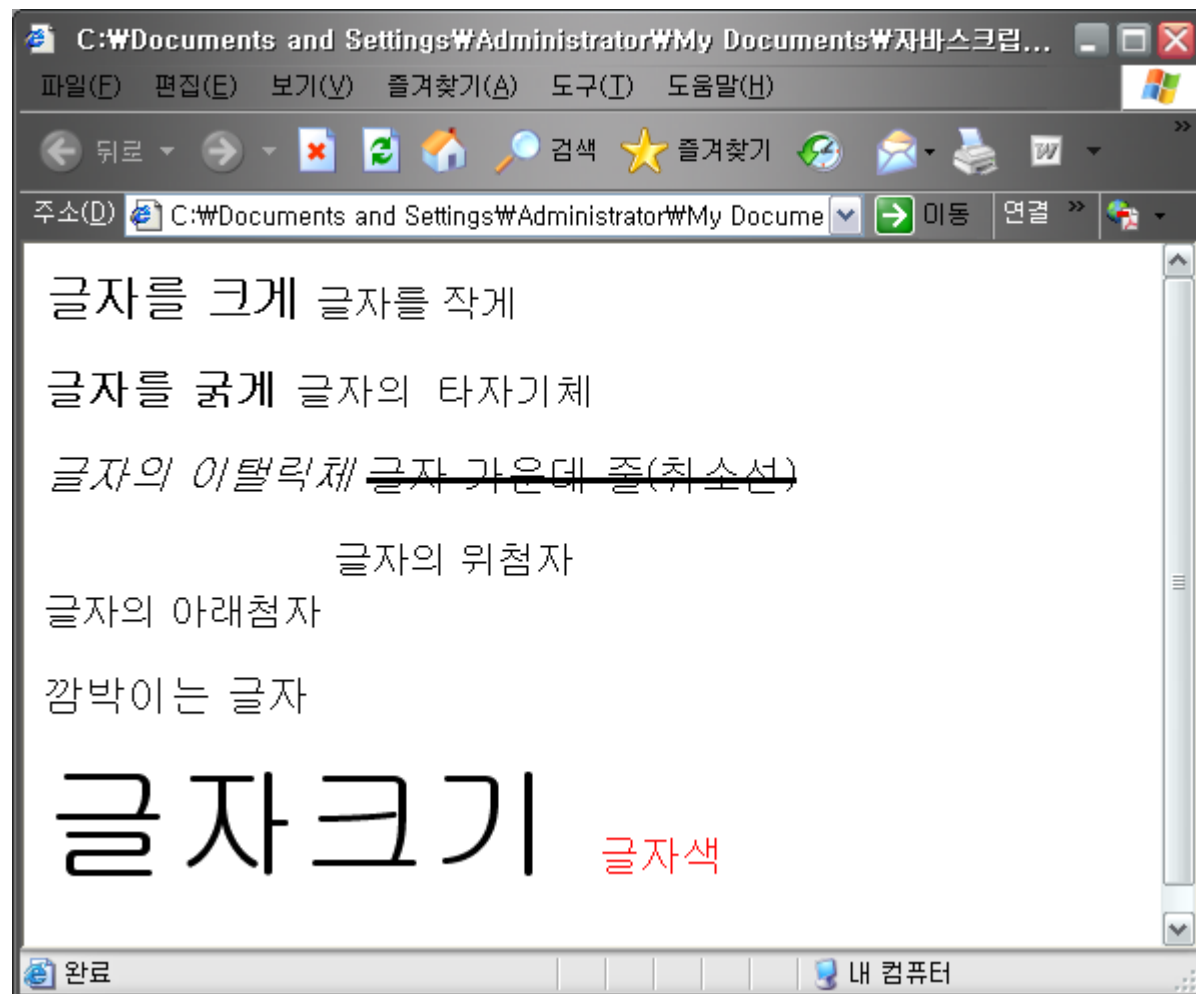 C:₩Documents and Settings₩Administrator₩My Documents₩자바스크립...
파일(F) 편집(E) 보기(V) 즐겨찾기(A) 도구(T) 도움말(H)
뒤로 검색 즐겨찾기
주소(D) C:₩Documents and Settings₩Administrator₩My Docume 이동 연결
글자를 크게 글자를 작게
글자를 굵게 글자의 타자기체
글자의 이탤릭체 글자 가운데 줄(취소선)
글자의 위첨자
글자의 아래첨자
깜박이는 글자
글자크기 글자색
완료 내 컴퓨터